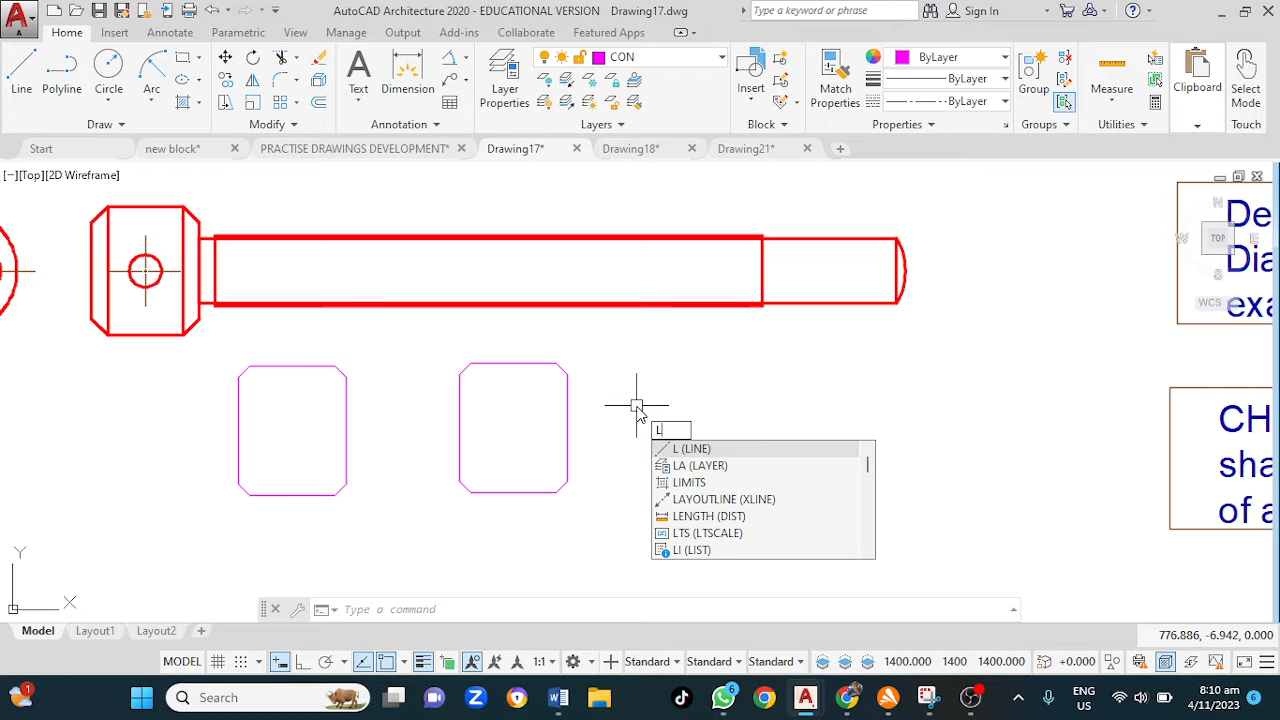 A AutoCAD Architecture 2020 - EDUCATIONAL VERSION Drawing17.dwg Type a keyword or phrase Sign In
Home Insert Annotate Parametric View Manage Output Add-ins Collaborate Express Tools Featured Apps
Line Polyline Circle Arc Text Dimension Layer Properties CON Insert Match Properties ByLayer ByLayer ByLayer Group Measure Clipboard Select Mode
Draw Modify Annotation Layers Block Properties Groups Utilities Touch
Start new block* PRACTISE DRAWINGS DEVELOPMENT* Drawing17* Drawing18* Drawing21*
[−][Top][2D Wireframe]
N
W TOP E
S
WCS
De
Dia
exa
CH
sha
of a
L
L (LINE)
LA (LAYER)
LIMITS
LAYOUTLINE (XLINE)
LENGTH (DIST)
LTS (LTSCALE)
LI (LIST)
Y
X
Type a command
Model Layout1 Layout2
776.886, -6.942, 0.000
MODEL 1:1 Standard Standard Standard 1400.000 1400 1400.000 +0.000
1 Search 6 ENG US 8:10 am 4/11/202 6